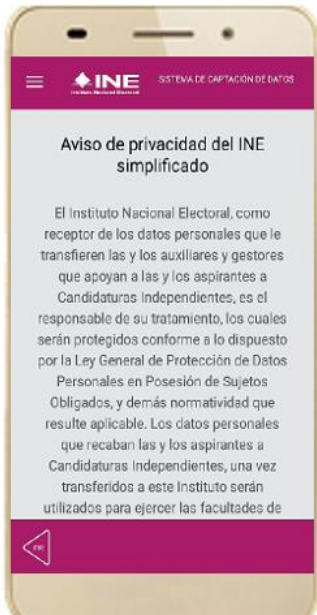 INE
Instituto Nacional Electoral
SISTEMA DE CAPTACIÓN DE DATOS
Aviso de privacidad del INE
simplificado
El Instituto Nacional Electoral, como
receptor de los datos personales que le
transfieren las y los auxiliares y gestores
que apoyan a las y los aspirantes a
Candidaturas Independientes, es el
responsable de su tratamiento, los cuales
serán protegidos conforme a lo dispuesto
por la Ley General de Protección de Datos
Personales en Posesión de Sujetos
Obligados, y demás normatividad que
resulte aplicable. Los datos personales
que recaban las y los aspirantes a
Candidaturas Independientes, una vez
transferidos a este Instituto serán
utilizados para ejercer las facultades de